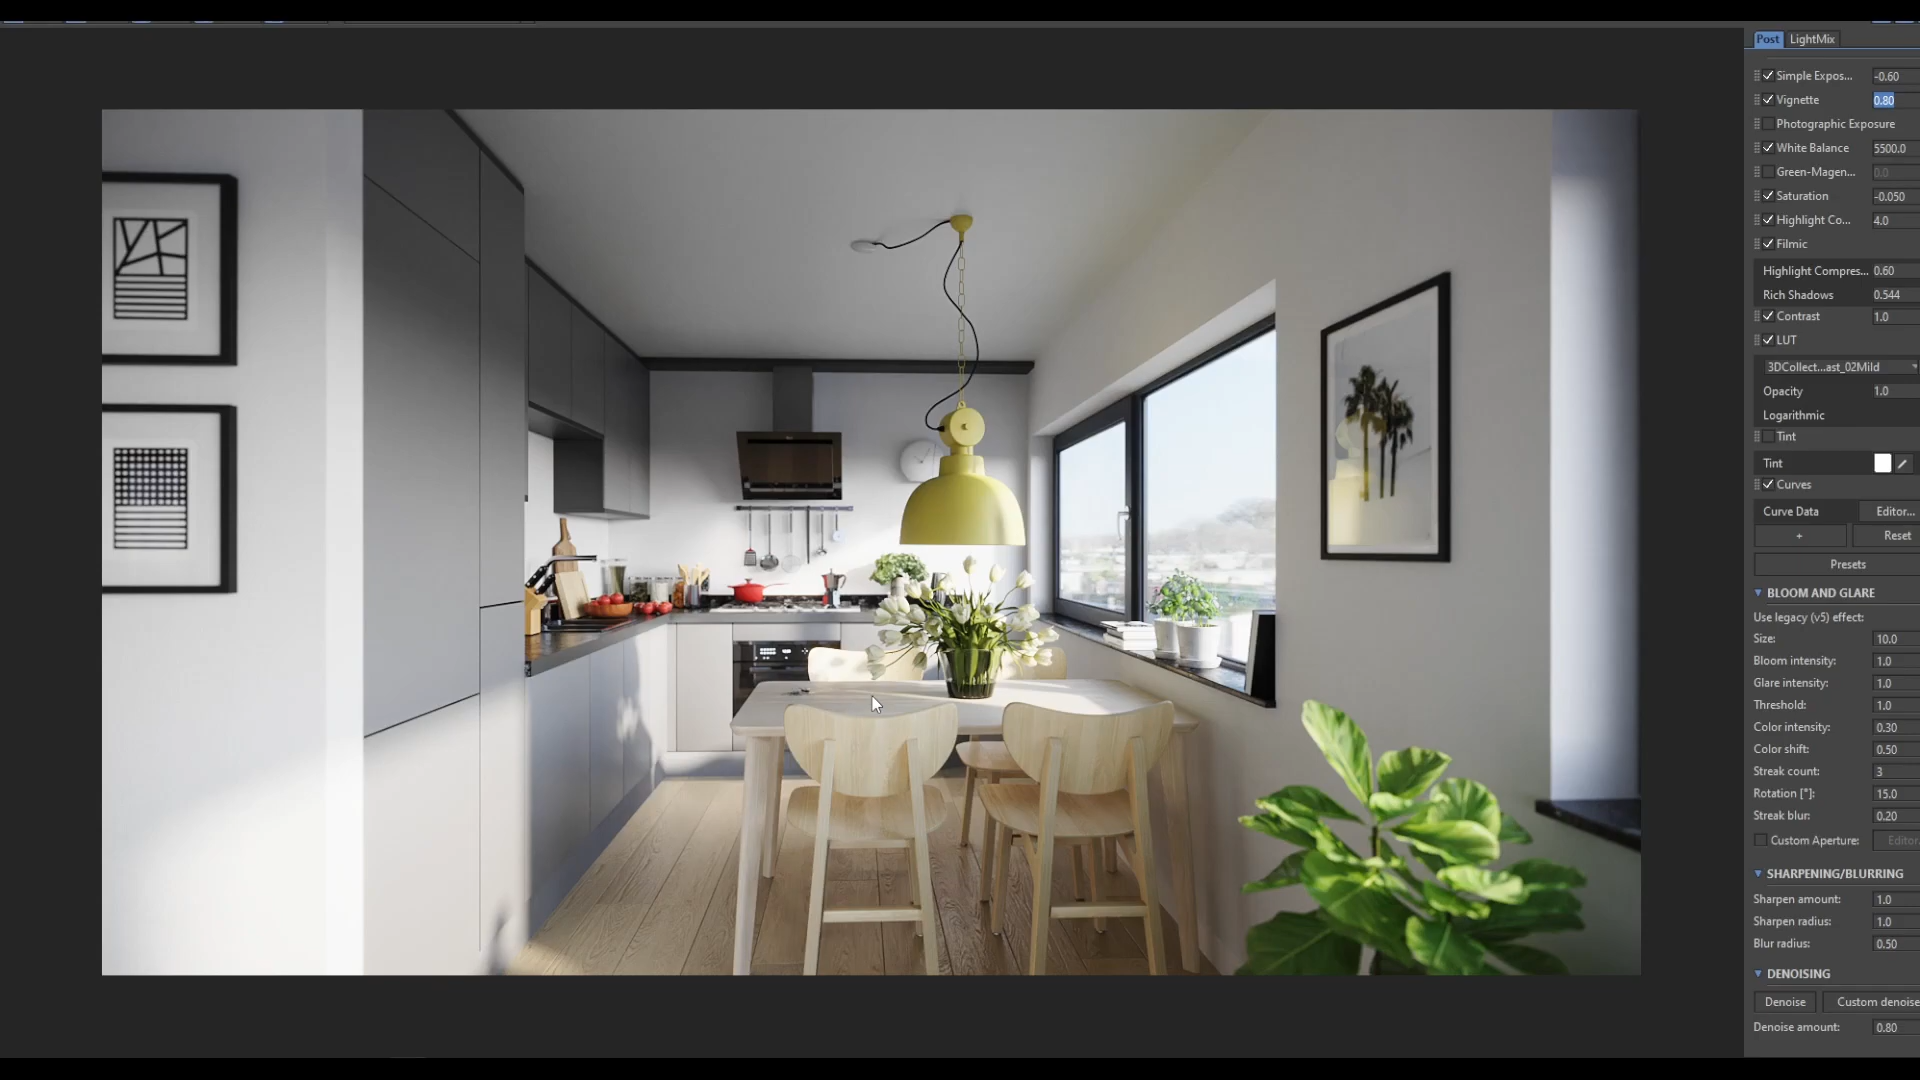 Post LightMix
Simple Expos... -0.60
Vignette 0.80
Photographic Exposure
White Balance 5500.0
Green-Magen... 0.0
Saturation -0.050
Highlight Co... 4.0
Filmic
Highlight Compres... 0.60
Rich Shadows 0.544
Contrast 1.0
LUT
3DCollect...ast_02Mild
Opacity 1.0
Logarithmic
Tint
Tint
Curves
Curve Data Editor...
+ Reset
Presets
BLOOM AND GLARE
Use legacy (v5) effect:
Size: 10.0
Bloom intensity: 1.0
Glare intensity: 1.0
Threshold: 1.0
Color intensity: 0.30
Color shift: 0.50
Streak count: 3
Rotation [°]: 15.0
Streak blur: 0.20
Custom Aperture: Editor
SHARPENING/BLURRING
Sharpen amount: 1.0
Sharpen radius: 1.0
Blur radius: 0.50
DENOISING
Denoise Custom denoise
Denoise amount: 0.80